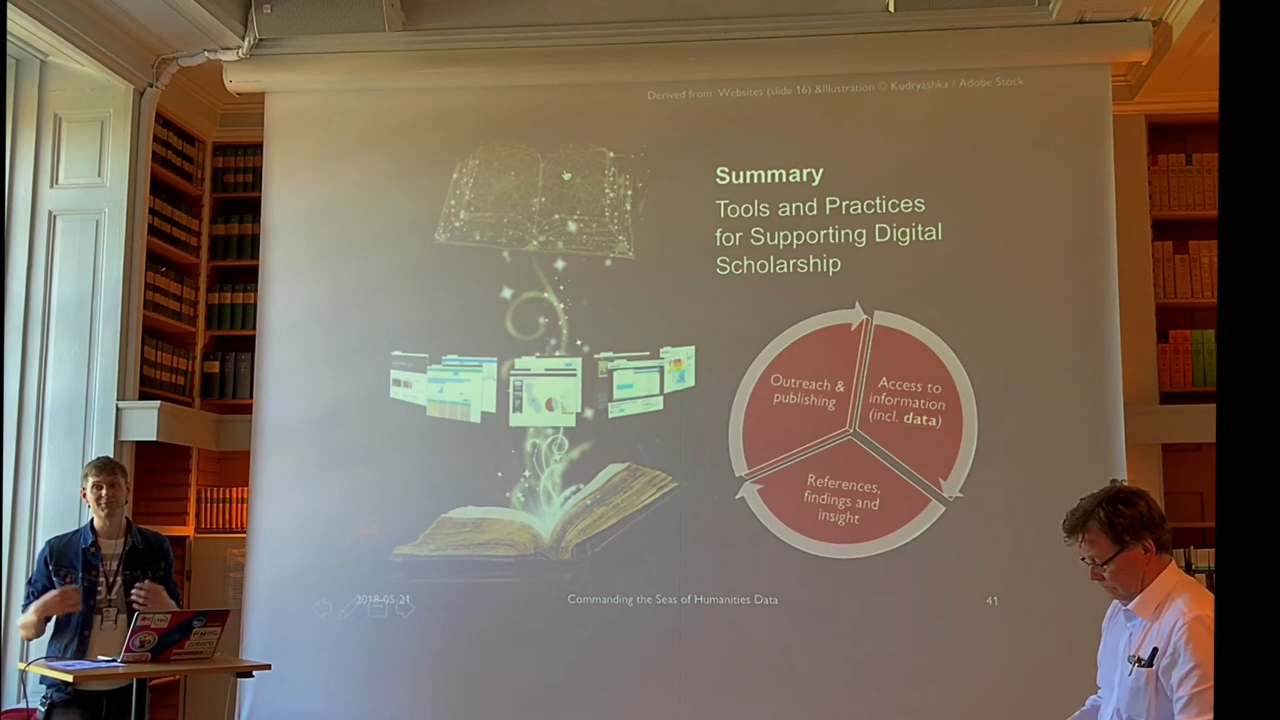 Derived from: Websites (slide 16) &Illustration © Kudryashka / Adobe Stock
Summary
Tools and Practices
for Supporting Digital
Scholarship
Outreach &
publishing
Access to
information
(incl. data)
References,
findings and
insight
2018-05-21
Commanding the Seas of Humanities Data
41
zotero